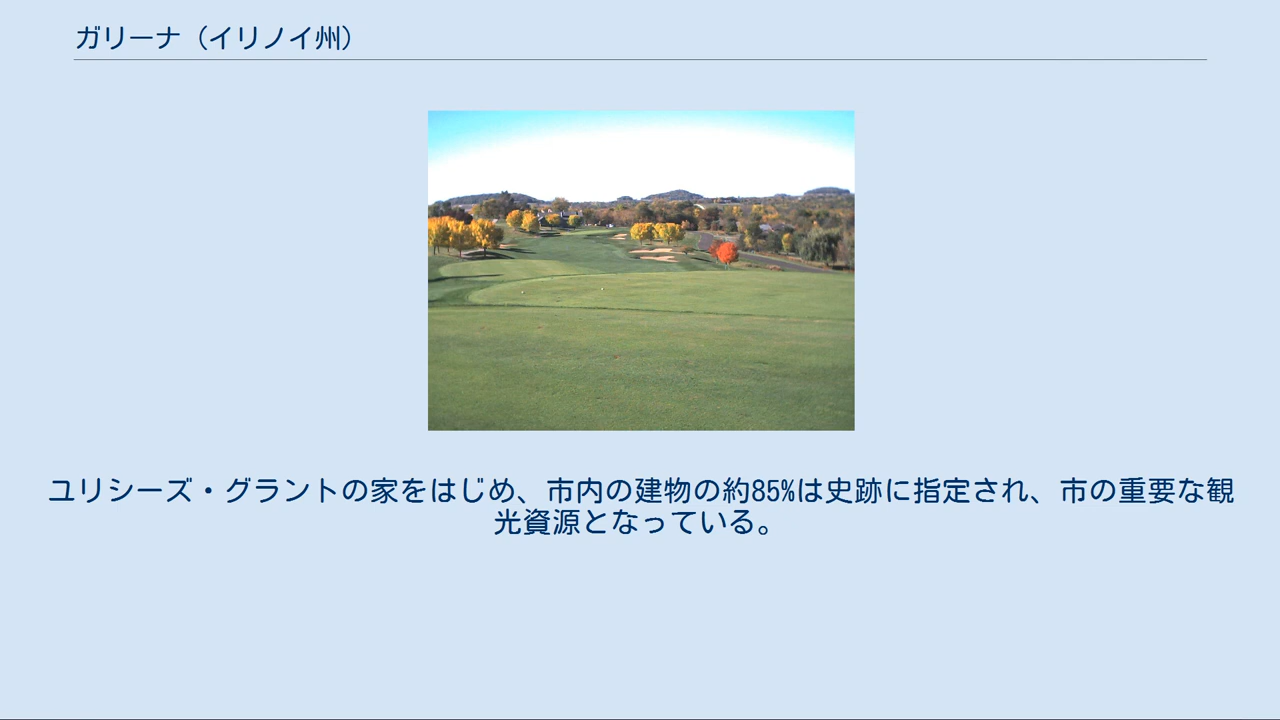 ガリーナ（イリノイ州）
ユリシーズ・グラントの家をはじめ、市内の建物の約85%は史跡に指定され、市の重要な観
光資源となっている。